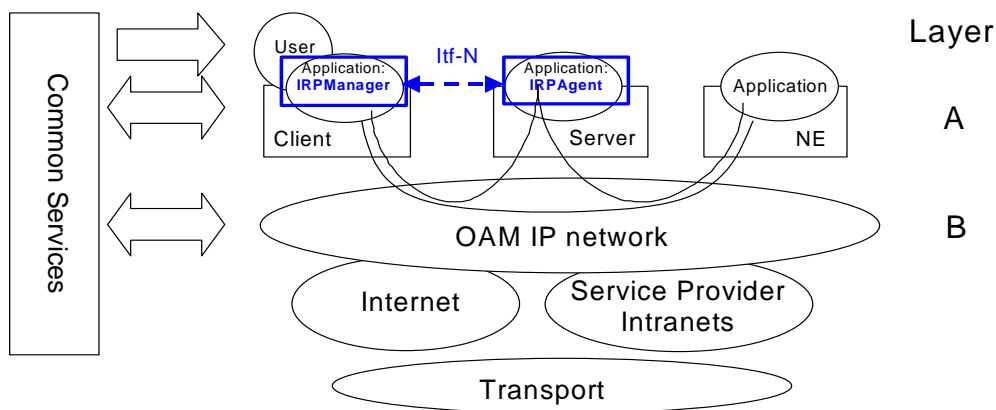 Common Services
Layer
User
Application:
IRPManager
Itf-N
Application:
IRPAgent
Application
A
Client
Server
NE
B
OAM IP network
Internet
Service Provider
Intranets
Transport